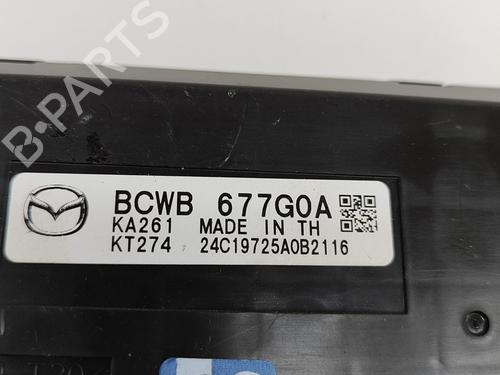 B-PARTS
BCWB 677G0A
KA261 MADE IN TH
KT274 24C19725A0B2116